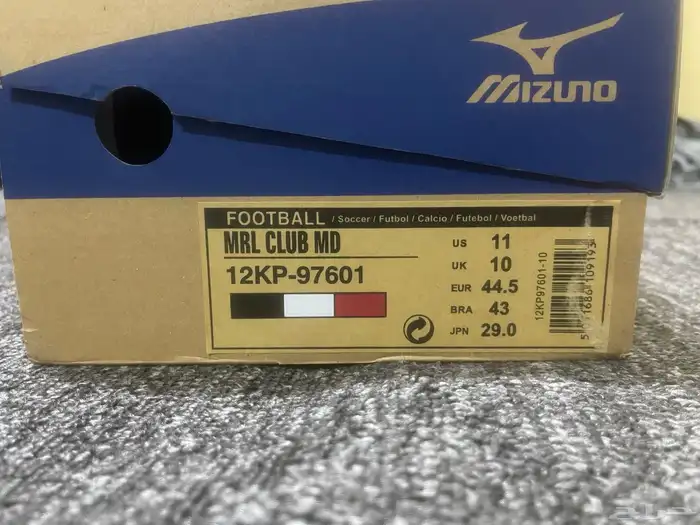 MIZUNO
FOOTBALL / Soccer / Futbol / Calcio / Futebol / Voetbal
MRL CLUB MD
12KP-97601
US 11
UK 10
EUR 44.5
BRA 43
JPN 29.0
12KP97601-10